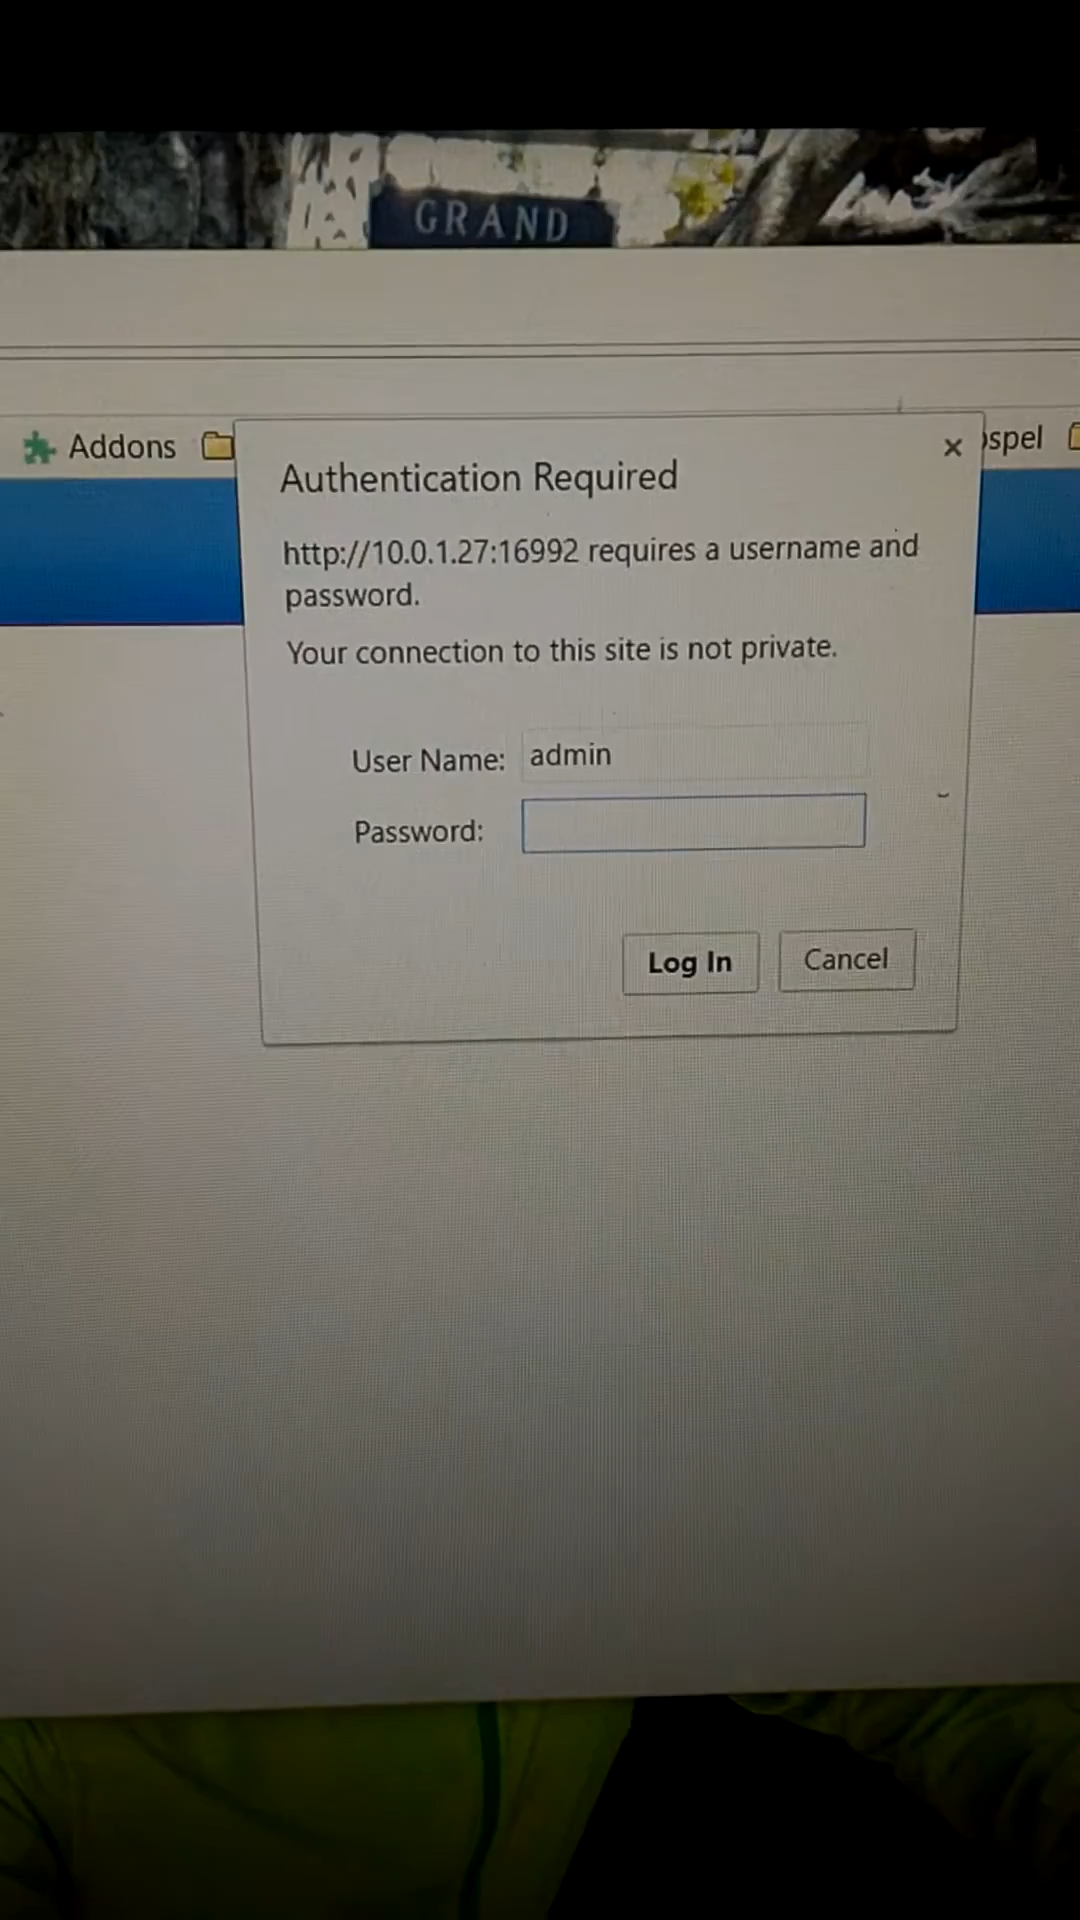 GRAND
Addons
Authentication Required
http://10.0.1.27:16992 requires a username and
password.
Your connection to this site is not private.
User Name: admin
Password:
Log In Cancel